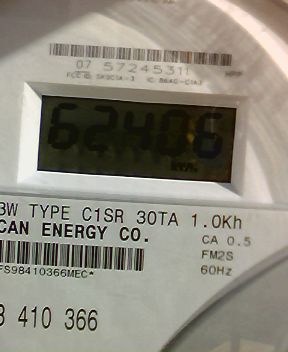 07 57245311
62406
3W TYPE C1SR 30TA 1.0Kh
CAN ENERGY CO.
CA 0.5
FM2S
60Hz
FS98410366MEC*
8 410 366